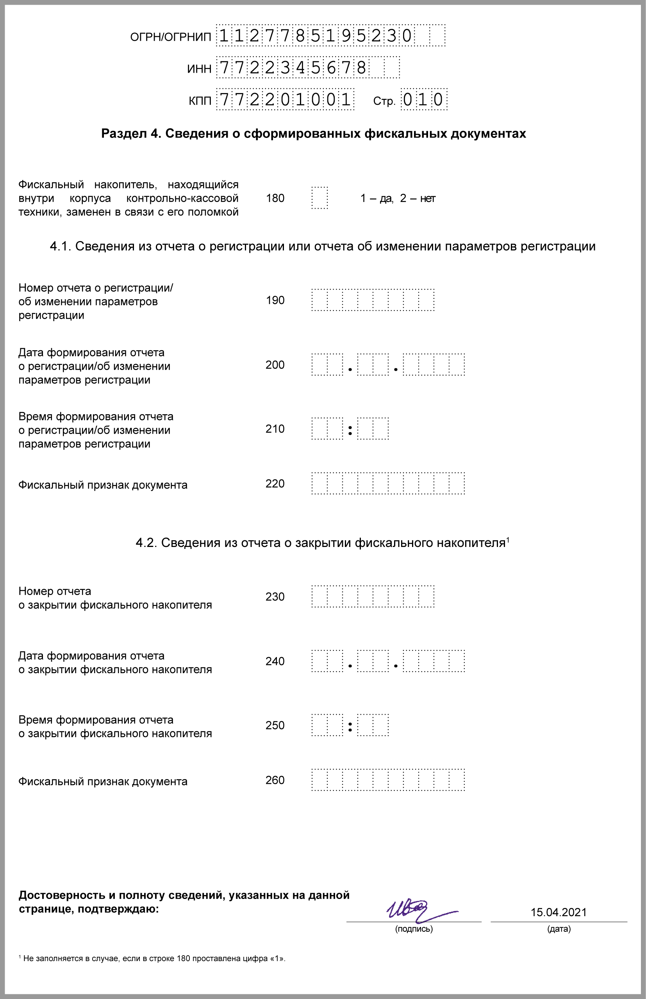 ОГРН/ОГРНИП 1127785195230
ИНН 7722345678
КПП 772201001 Стр. 010
Раздел 4. Сведения о сформированных фискальных документах
Фискальный накопитель, находящийся
внутри корпуса контрольно-кассовой
техники, заменен в связи с его поломкой
180
1 – да, 2 – нет
4.1. Сведения из отчета о регистрации или отчета об изменении параметров регистрации
Номер отчета о регистрации/
об изменении параметров
регистрации
190
Дата формирования отчета
о регистрации/об изменении
параметров регистрации
200
. .
Время формирования отчета
о регистрации/об изменении
параметров регистрации
210
:
Фискальный признак документа
220
4.2. Сведения из отчета о закрытии фискального накопителя¹
Номер отчета
о закрытии фискального накопителя
230
Дата формирования отчета
о закрытии фискального накопителя
240
. .
Время формирования отчета
о закрытии фискального накопителя
250
:
Фискальный признак документа
260
Достоверность и полноту сведений, указанных на данной
странице, подтверждаю:
15.04.2021
(подпись) (дата)
¹ Не заполняется в случае, если в строке 180 проставлена цифра «1».